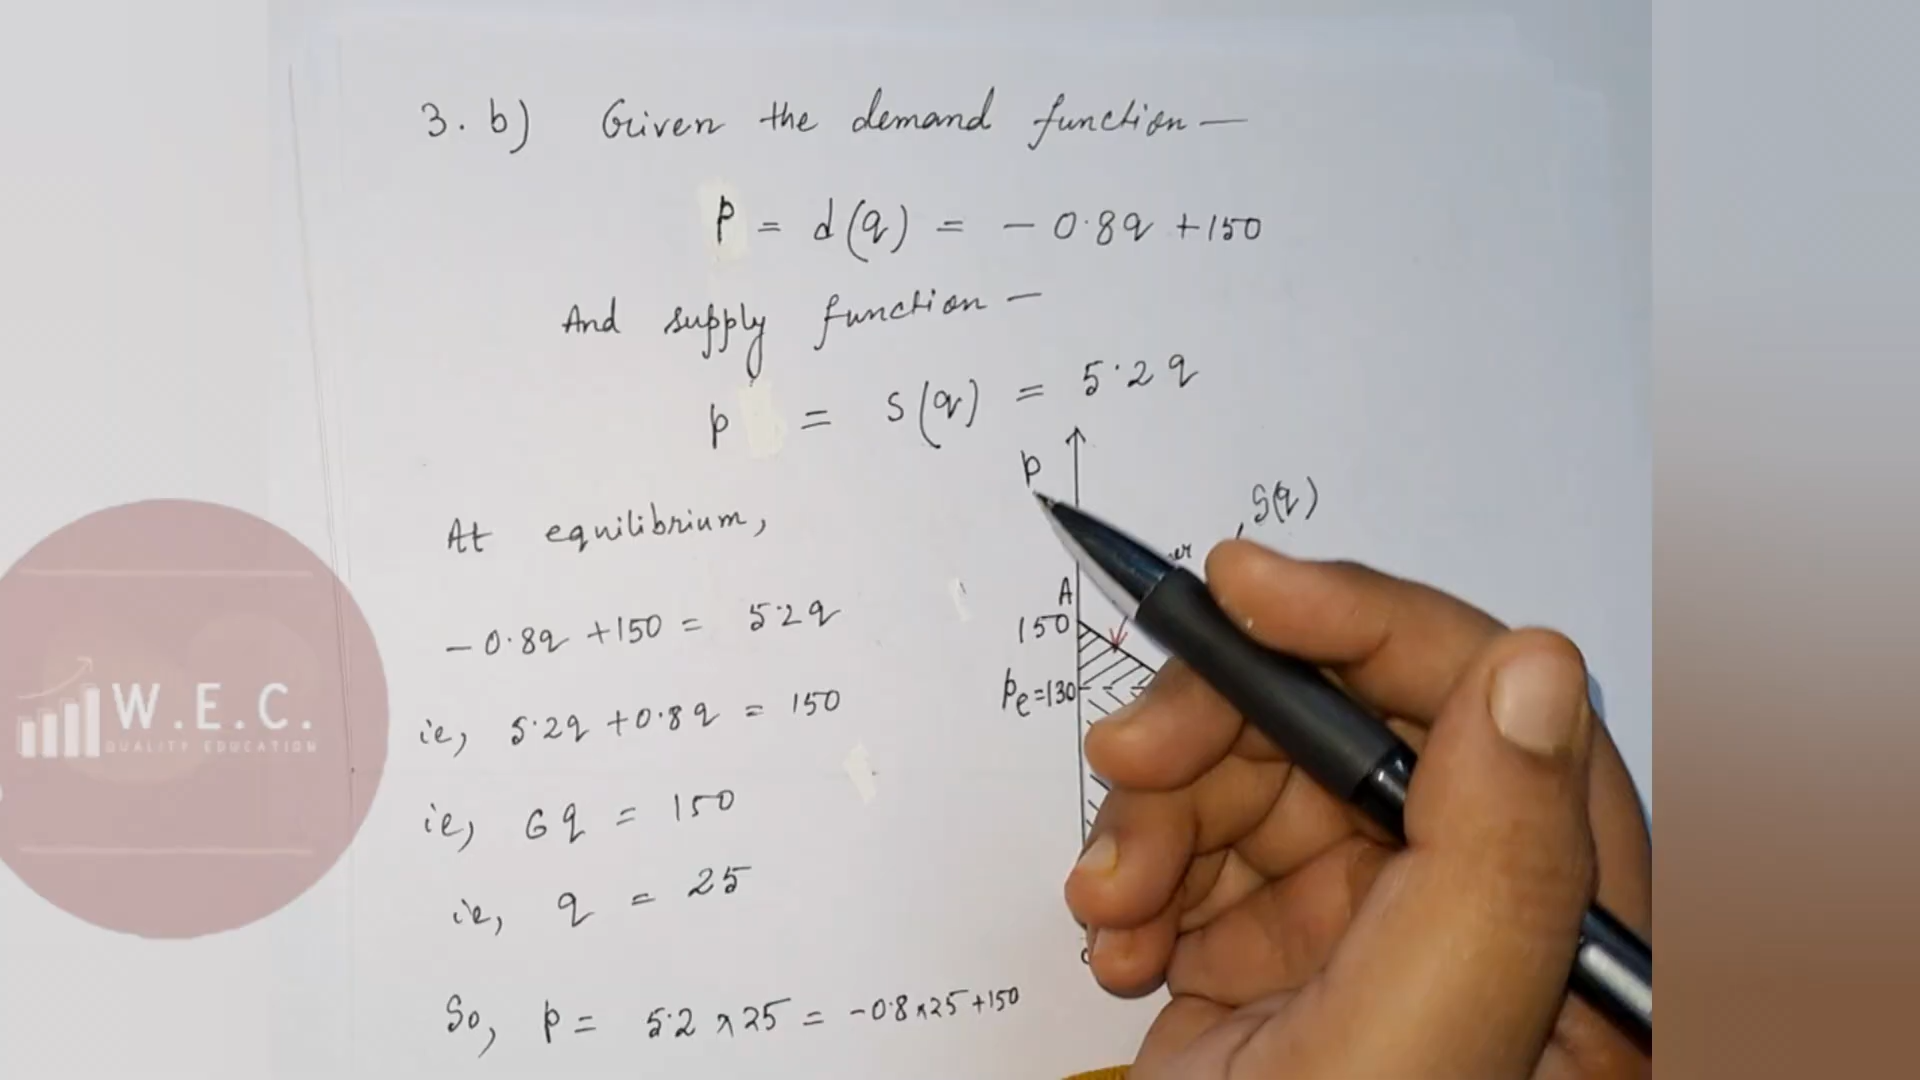 3. b) Given the demand function —
p = d(q) = - 0.8q + 150
And supply function —
p = s(q) = 5.2q
At equilibrium,
- 0.8q + 150 = 5.2q
ie, 5.2q + 0.8q = 150
ie, 6q = 150
ie, q = 25
So, p = 5.2 × 25 = -0.8×25+150
p
S(q)
A
150
pe=130
W.E.C.
QUALITY EDUCATION